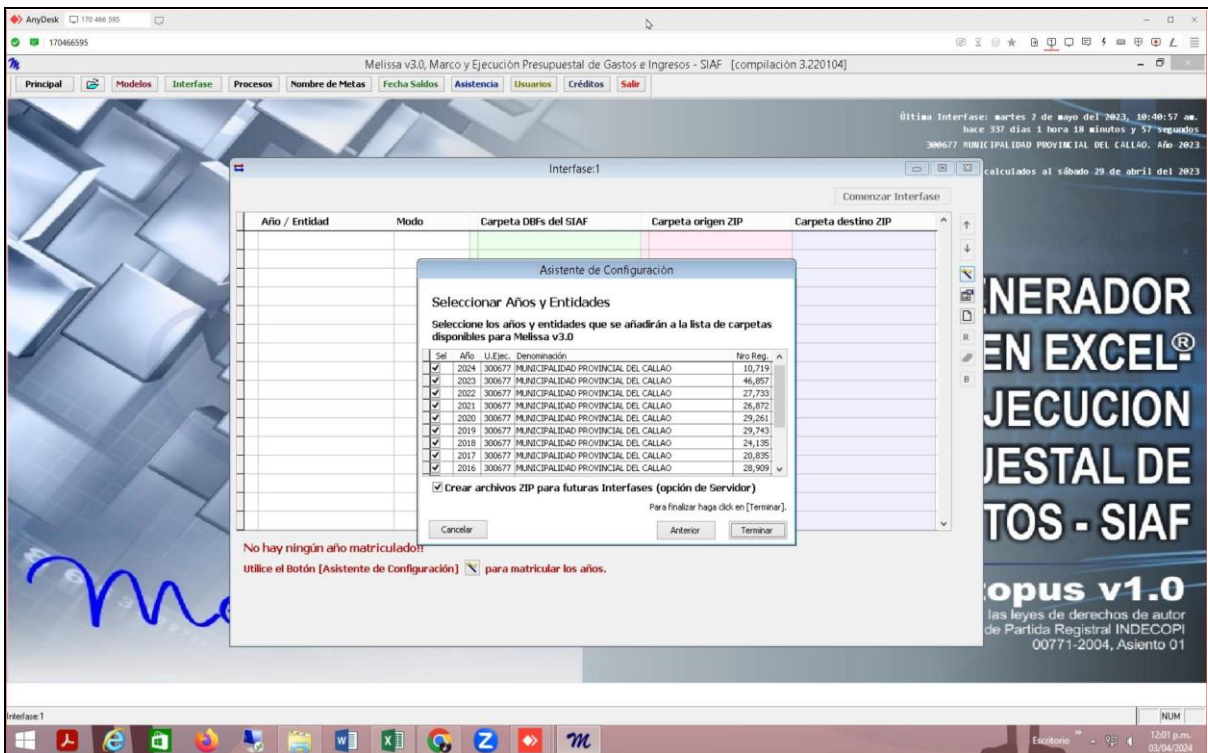 AnyDesk 170 466 595
170466595
Melissa v3.0, Marco y Ejecución Presupuestal de Gastos e Ingresos - SIAF [compilación 3.220104]
Principal Modelos Interfase Procesos Nombre de Metas Fecha Saldos Asistencia Usuarios Créditos Salir
Última Interfase: martes 2 de mayo del 2023, 10:40:57 am.
hace 337 días 1 hora 18 minutos y 57 segundos
300677 MUNICIPALIDAD PROVINCIAL DEL CALLAO. Año 2023
calculados al sábado 29 de abril del 2023
Interfase:1
Comenzar Interfase
Año / Entidad Modo Carpeta DBFs del SIAF Carpeta origen ZIP Carpeta destino ZIP
Asistente de Configuración
Seleccionar Años y Entidades
Seleccione los años y entidades que se añadirán a la lista de carpetas
disponibles para Melissa v3.0
Sel Año U.Ejec. Denominación Nro Reg.
2024 300677 MUNICIPALIDAD PROVINCIAL DEL CALLAO 10,719
2023 300677 MUNICIPALIDAD PROVINCIAL DEL CALLAO 46,857
2022 300677 MUNICIPALIDAD PROVINCIAL DEL CALLAO 27,733
2021 300677 MUNICIPALIDAD PROVINCIAL DEL CALLAO 26,872
2020 300677 MUNICIPALIDAD PROVINCIAL DEL CALLAO 29,261
2019 300677 MUNICIPALIDAD PROVINCIAL DEL CALLAO 29,743
2018 300677 MUNICIPALIDAD PROVINCIAL DEL CALLAO 24,135
2017 300677 MUNICIPALIDAD PROVINCIAL DEL CALLAO 20,835
2016 300677 MUNICIPALIDAD PROVINCIAL DEL CALLAO 28,909
Crear archivos ZIP para futuras Interfases (opción de Servidor)
Para finalizar haga click en [Terminar].
Cancelar Anterior Terminar
R
B
No hay ningún año matriculado!!
Utilice el Botón [Asistente de Configuración] para matricular los años.
NERADOR
EN EXCEL®
JECUCION
UESTAL DE
TOS - SIAF
opus v1.0
las leyes de derechos de autor
de Partida Registral INDECOPI
00771-2004, Asiento 01
Interfase:1 NUM
Escritorio 12:01 p.m.
03/04/2024